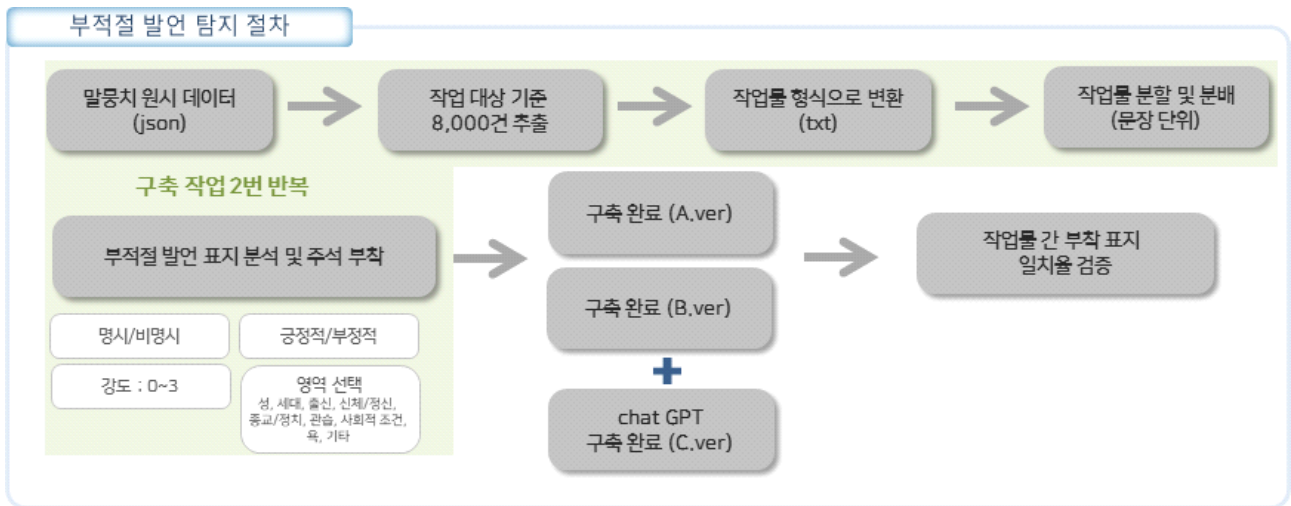 부적절 발언 탐지 절차
말뭉치 원시 데이터
(json)
작업 대상 기준
8,000건 추출
작업물 형식으로 변환
(txt)
작업물 분할 및 분배
(문장 단위)
구축 작업 2번 반복
부적절 발언 표지 분석 및 주석 부착
명시/비명시
긍정적/부정적
강도 : 0~3
영역 선택
성, 세대, 출신, 신체/정신,
종교/정치, 관습, 사회적 조건,
욕, 기타
구축 완료 (A.ver)
구축 완료 (B.ver)
chat GPT
구축 완료 (C.ver)
작업물 간 부착 표지
일치율 검증